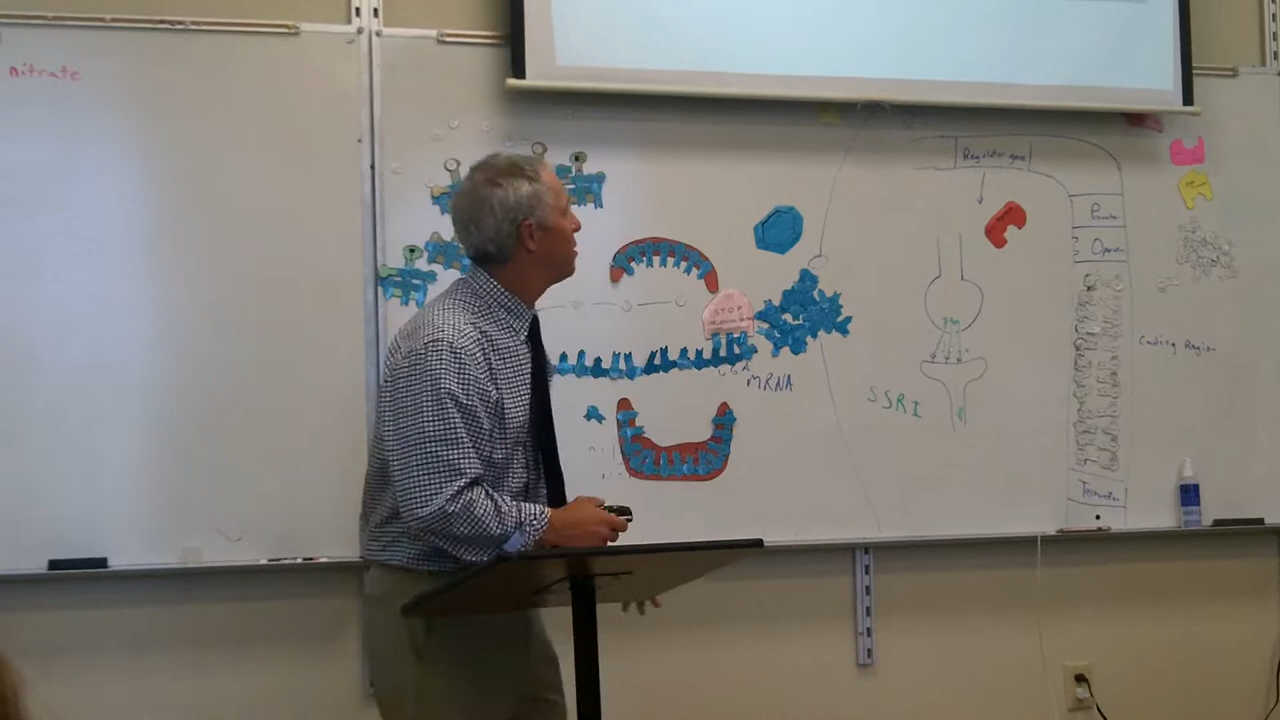 nitrate
Regulator gene
Promoter
Operator
STOP
MRNA
Coding Region
SSRI
Terminator